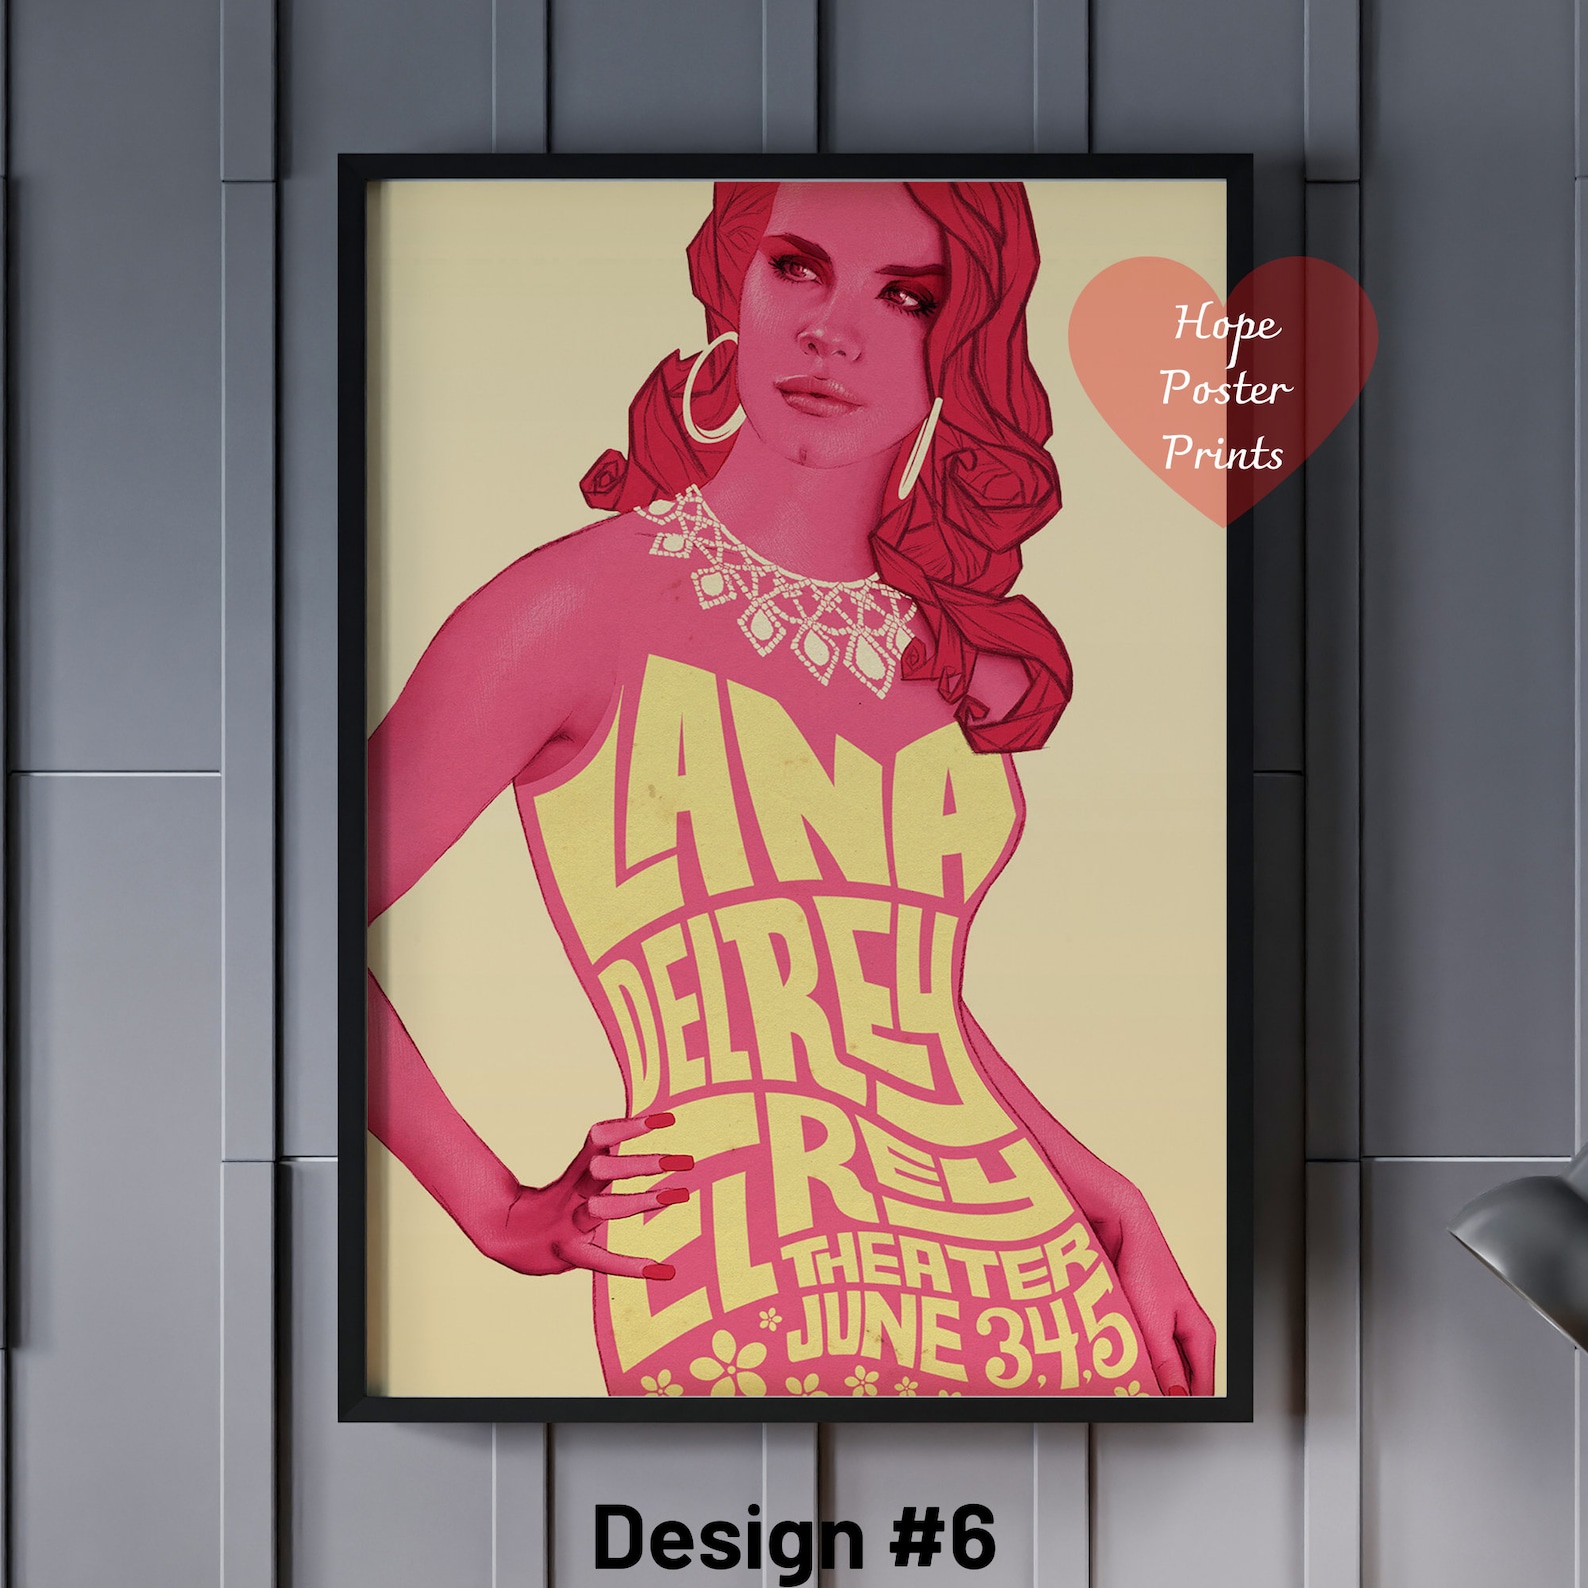 Hope
Poster
Prints
LANA
DEL REY
EL REY
THEATER
JUNE 3,4,5
Design #6